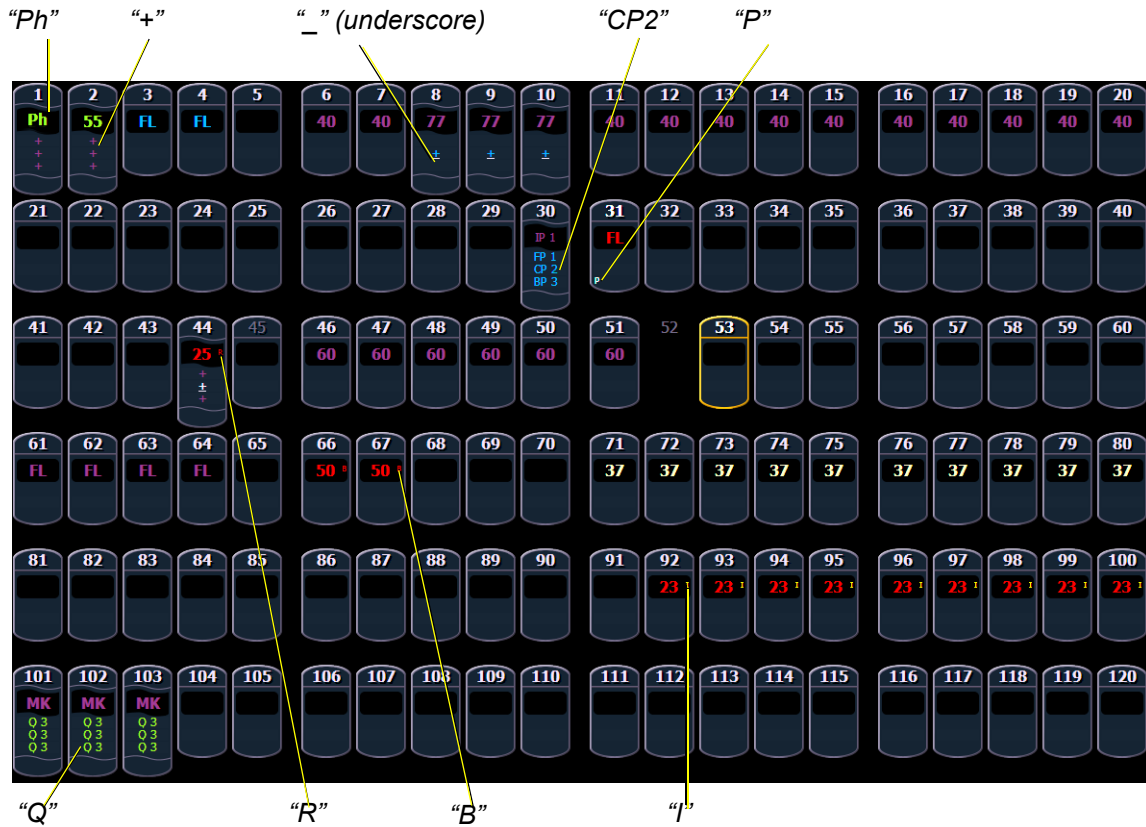 “Ph” “+” “_” (underscore) “CP2” “P”
1 2 3 4 5 6 7 8 9 10 11 12 13 14 15 16 17 18 19 20
Ph 55 FL FL 40 40 77 77 77 40 40 40 40 40 40 40 40 40 40
+ +
+ + ± ± ±
+ +
21 22 23 24 25 26 27 28 29 30 31 32 33 34 35 36 37 38 39 40
IP 1 FL
FP 1
CP 2 P
BP 3
41 42 43 44 45 46 47 48 49 50 51 52 53 54 55 56 57 58 59 60
25 R 60 60 60 60 60 60
+
±
+
61 62 63 64 65 66 67 68 69 70 71 72 73 74 75 76 77 78 79 80
FL FL FL FL 50 B 50 B 37 37 37 37 37 37 37 37 37 37
81 82 83 84 85 86 87 88 89 90 91 92 93 94 95 96 97 98 99 100
23 I 23 I 23 I 23 I 23 I 23 I 23 I 23 I 23 I
101 102 103 104 105 106 107 108 109 110 111 112 113 114 115 116 117 118 119 120
MK MK MK
Q 3 Q 3 Q 3
Q 3 Q 3 Q 3
Q 3 Q 3 Q 3
“Q” “R” “B” “I”